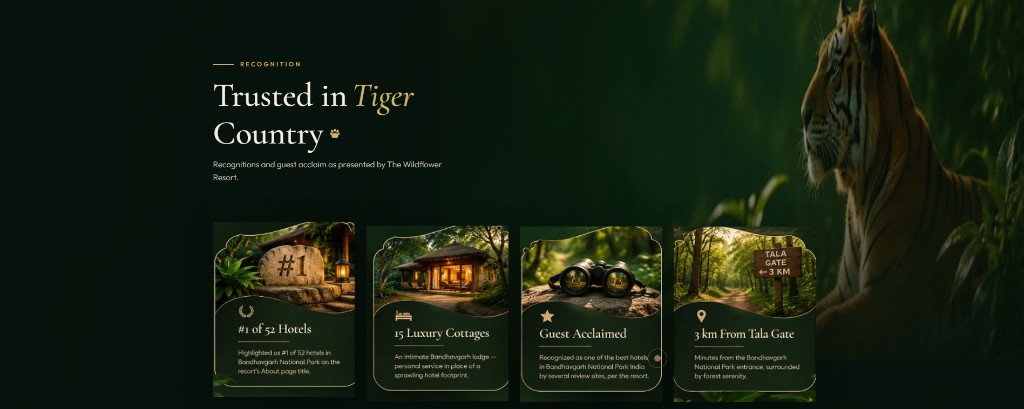 RECOGNITION
Trusted in Tiger
Country
Recognitions and guest acclaim as presented by The Wildflower
Resort.
#1
#1 of 52 Hotels
Highlighted as #1 of 52 hotels in
Bandhavgarh National Park on the
resort's About page title.
15 Luxury Cottages
An intimate Bandhavgarh lodge —
personal service in place of a
sprawling hotel footprint.
Guest Acclaimed
Recognized as one of the best hotels
in Bandhavgarh National Park India
by several review sites, per the resort.
TALA
GATE
← 3 KM
3 km From Tala Gate
Minutes from the Bandhavgarh
National Park entrance, surrounded
by forest serenity.